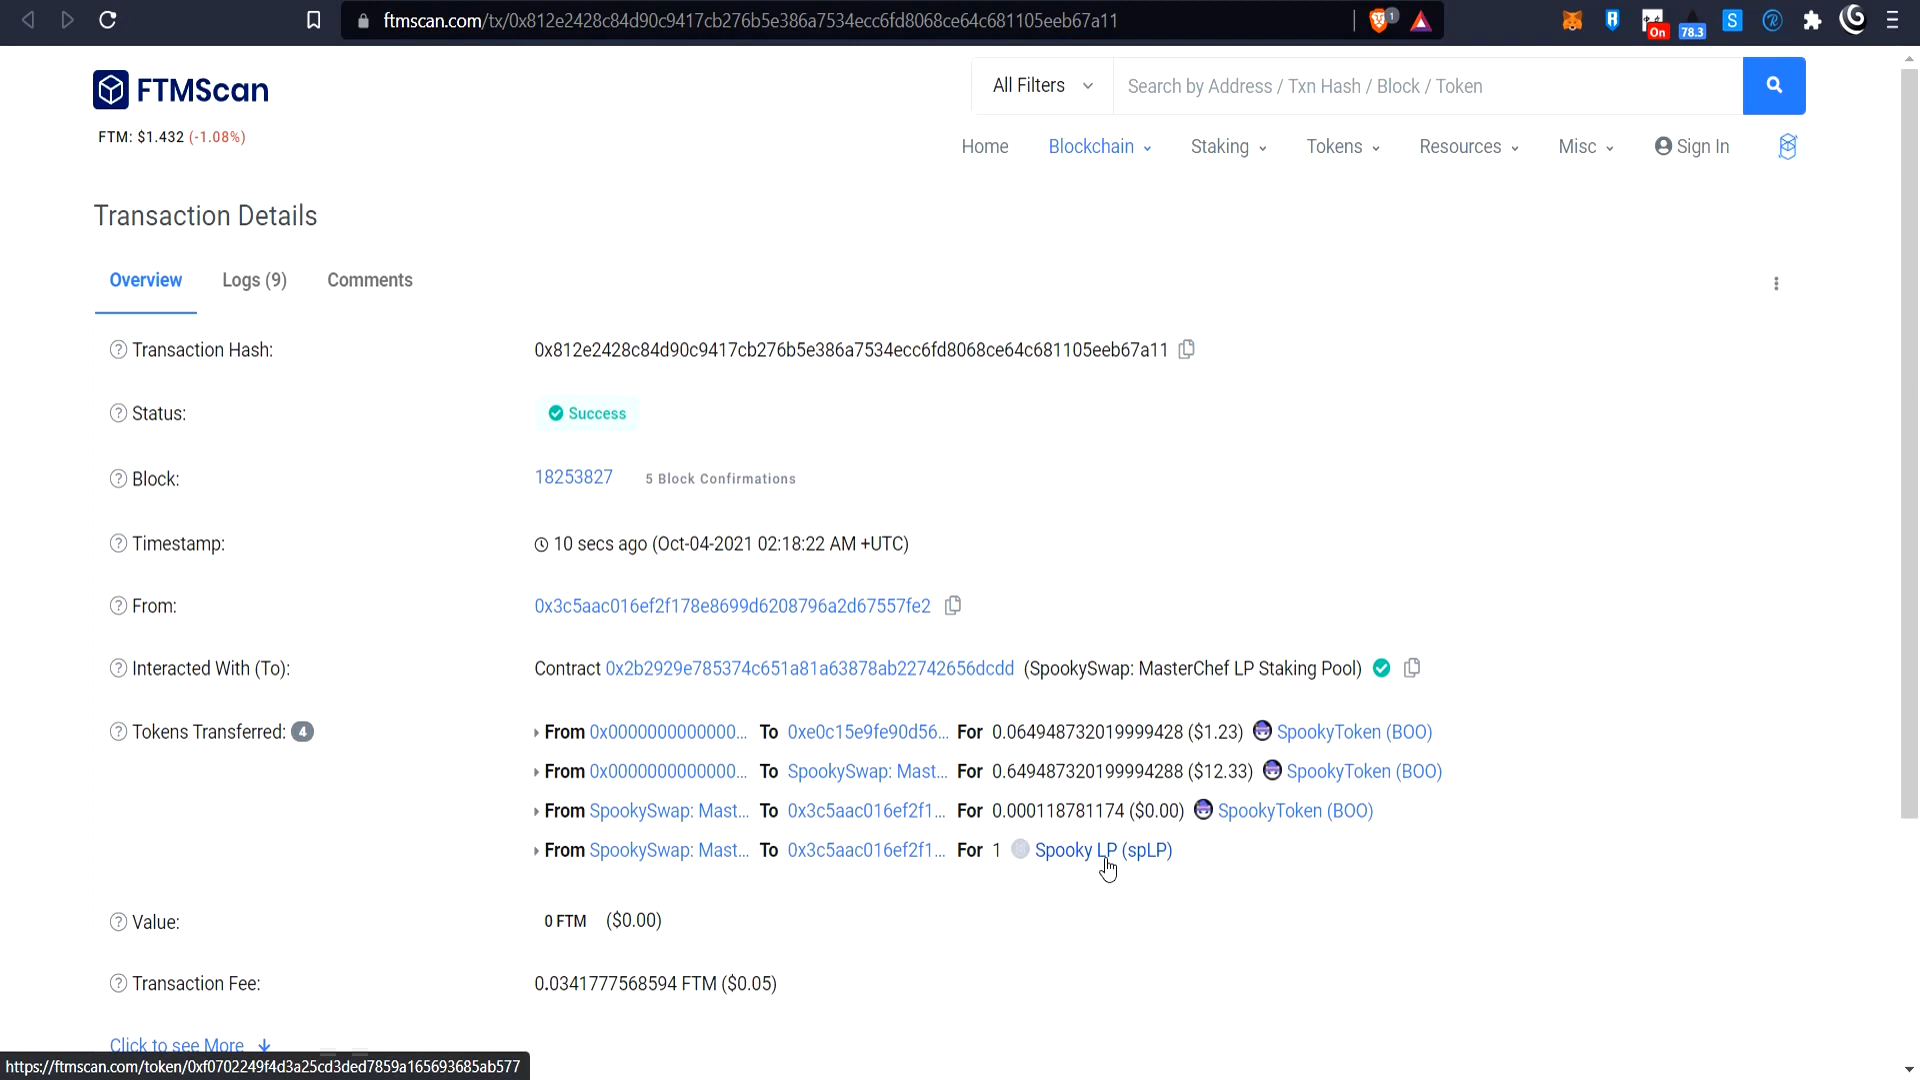 ftmscan.com/tx/0x812e2428c84d90c9417cb276b5e386a7534ecc6fd8068ce64c681105eeb67a11
1
On
78.3
S
FTMScan
All Filters
Search by Address / Txn Hash / Block / Token
FTM: $1.432 (-1.08%)
Home
Blockchain
Staking
Tokens
Resources
Misc
Sign In
Transaction Details
Overview
Logs (9)
Comments
? Transaction Hash:
0x812e2428c84d90c9417cb276b5e386a7534ecc6fd8068ce64c681105eeb67a11
? Status:
Success
? Block:
18253827 5 Block Confirmations
? Timestamp:
10 secs ago (Oct-04-2021 02:18:22 AM +UTC)
? From:
0x3c5aac016ef2f178e8699d6208796a2d67557fe2
? Interacted With (To):
Contract 0x2b2929e785374c651a81a63878ab22742656dcdd (SpookySwap: MasterChef LP Staking Pool)
? Tokens Transferred: 4
From 0x0000000000000... To 0xe0c15e9fe90d56... For 0.064948732019999428 ($1.23) SpookyToken (BOO)
From 0x0000000000000... To SpookySwap: Mast... For 0.649487320199994288 ($12.33) SpookyToken (BOO)
From SpookySwap: Mast... To 0x3c5aac016ef2f1... For 0.000118781174 ($0.00) SpookyToken (BOO)
From SpookySwap: Mast... To 0x3c5aac016ef2f1... For 1 Spooky LP (spLP)
? Value:
0 FTM ($0.00)
? Transaction Fee:
0.0341777568594 FTM ($0.05)
Click to see More
https://ftmscan.com/token/0xf0702249f4d3a25cd3ded7859a165693685ab577